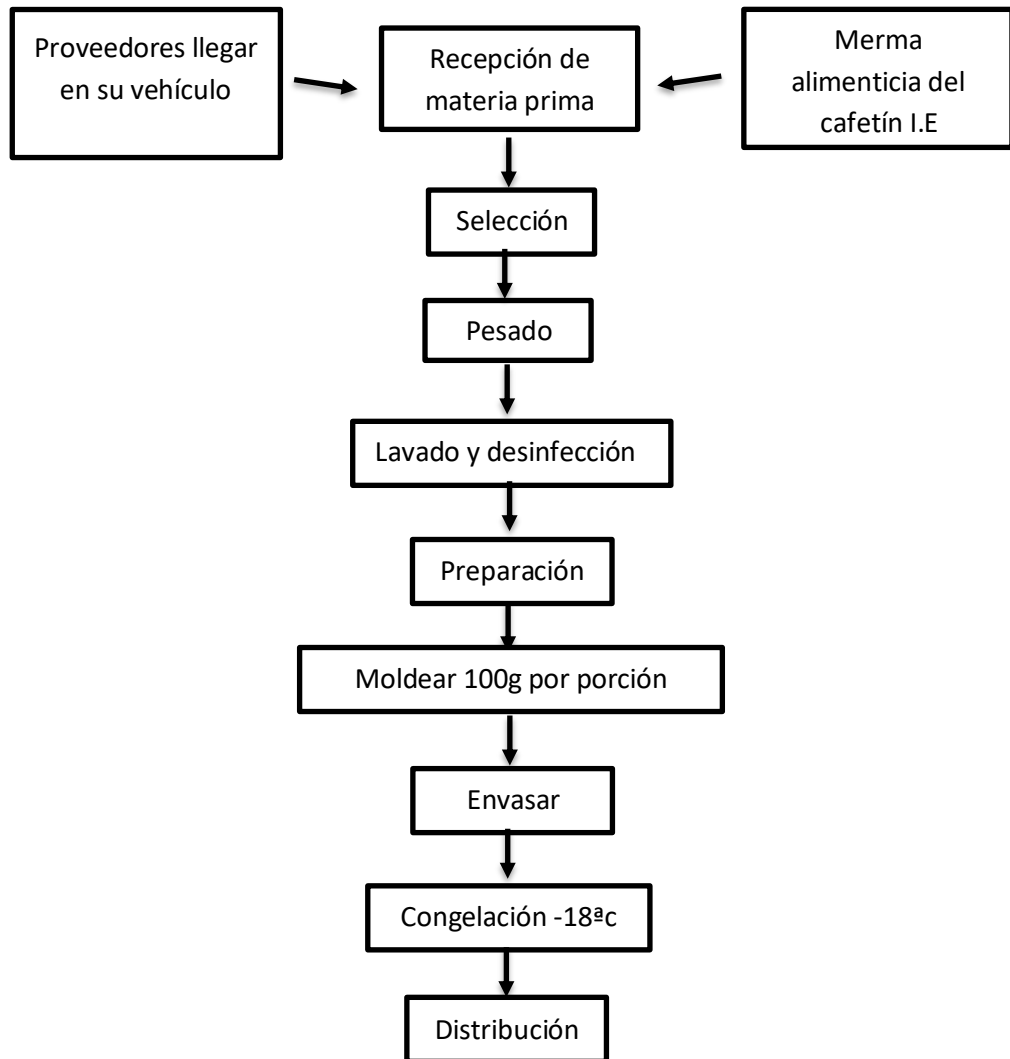 Proveedores llegar
en su vehículo
Recepción de
materia prima
Merma
alimenticia del
cafetín I.E
Selección
Pesado
Lavado y desinfección
Preparación
Moldear 100g por porción
Envasar
Congelación -18ªc
Distribución